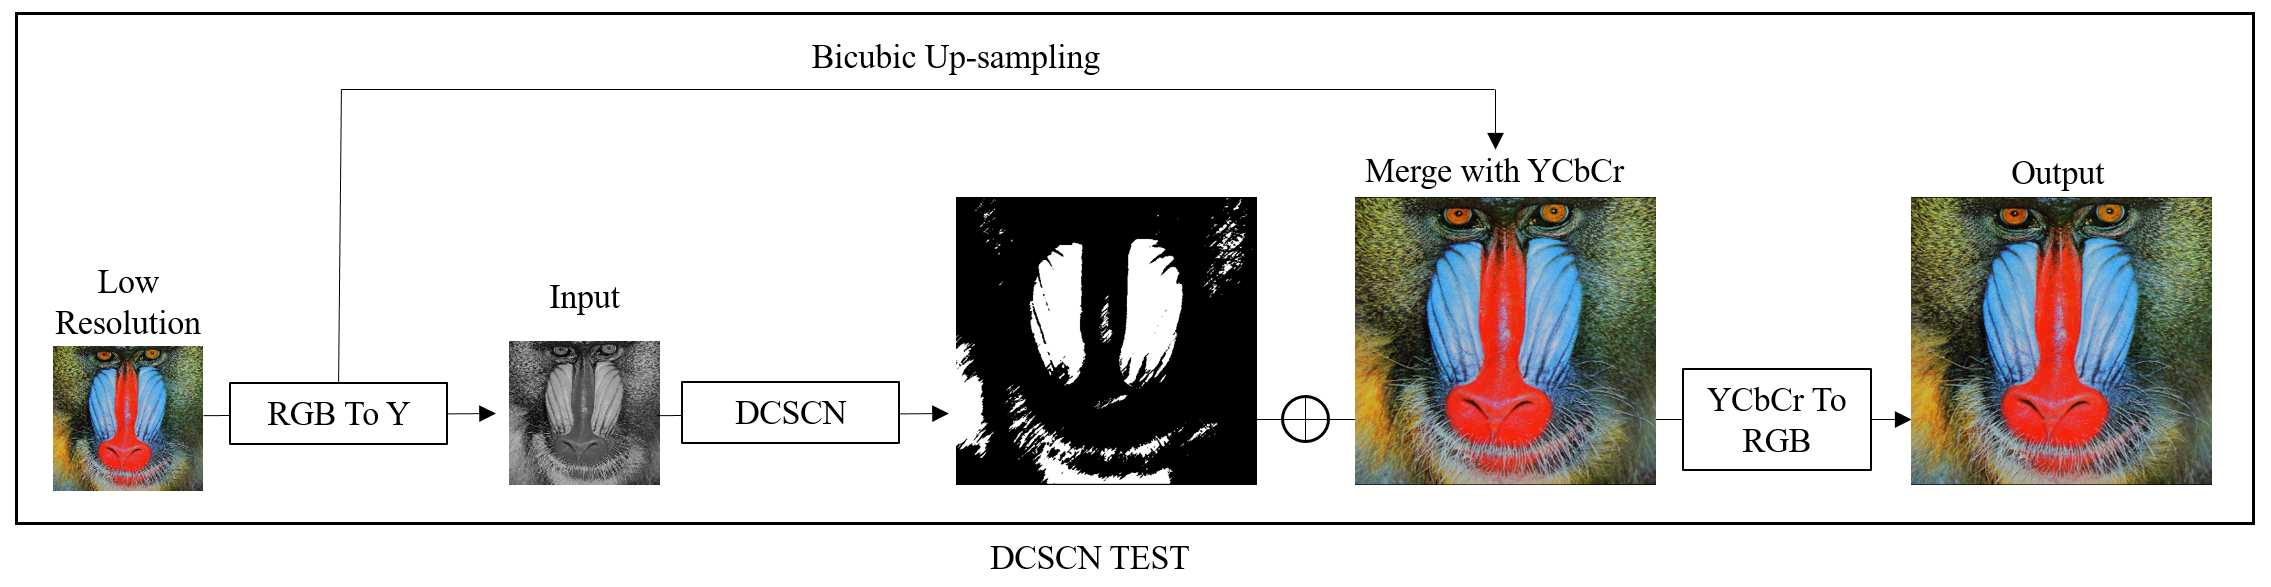 Bicubic Up-sampling
Merge with YCbCr
Output
Low
Resolution
Input
RGB To Y
DCSCN
YCbCr To
RGB
DCSCN TEST